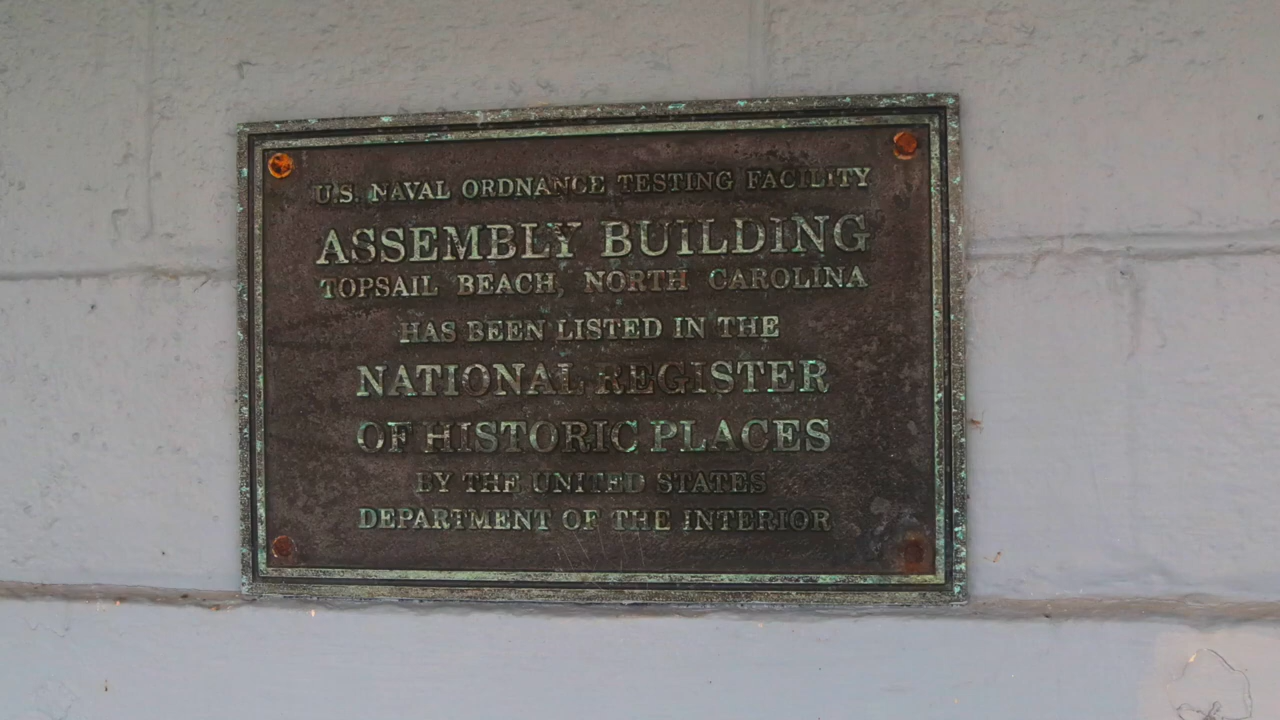 U.S. NAVAL ORDNANCE TESTING FACILITY
ASSEMBLY BUILDING
TOPSAIL BEACH, NORTH CAROLINA
HAS BEEN LISTED IN THE
NATIONAL REGISTER
OF HISTORIC PLACES
BY THE UNITED STATES
DEPARTMENT OF THE INTERIOR